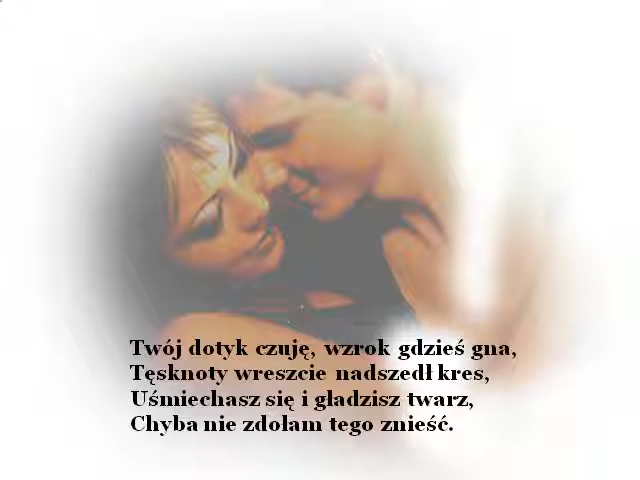 Twój dotyk czuję, wzrok gdzieś gna,
Tęsknoty wreszcie nadszedł kres,
Uśmiechasz się i gładzisz twarz,
Chyba nie zdołam tego znieść.